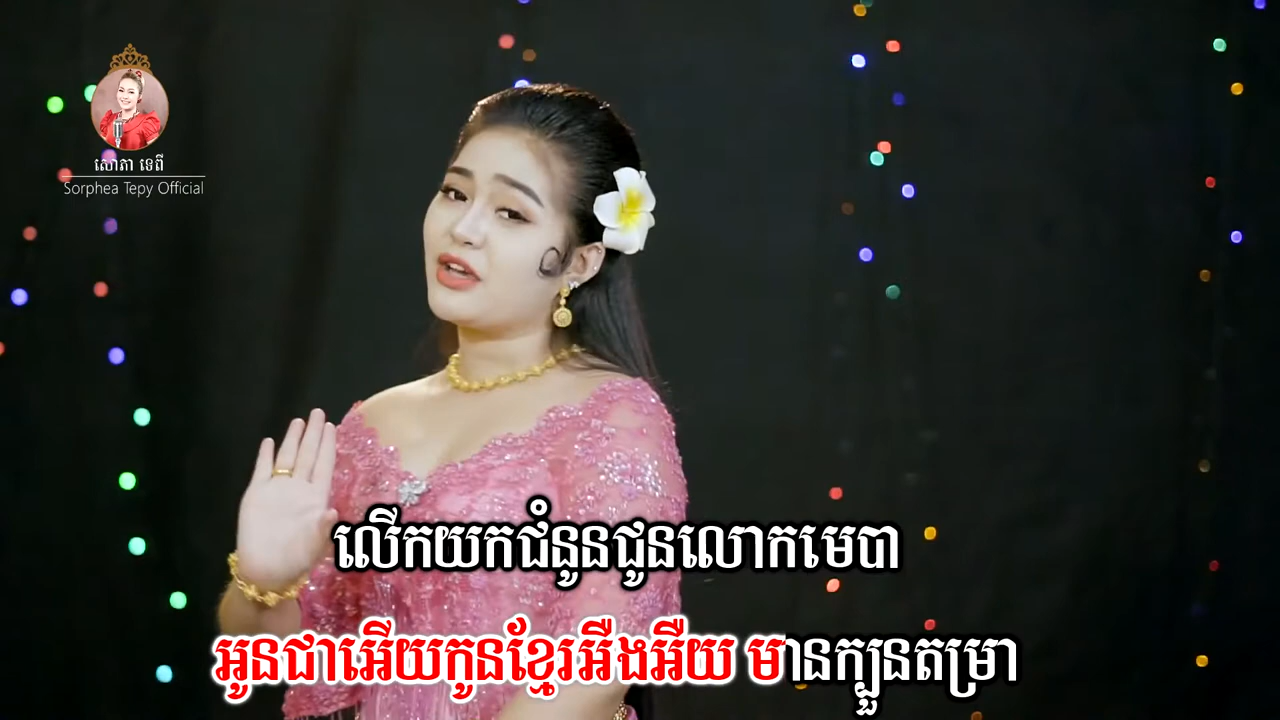 សោភា ទេពី
Sorphea Tepy Official
លើកយកជំនូនជូនលោកមេបា
អូនជាអើយកូនខ្មែរអឺងអឺយ មានក្បួនតម្រា